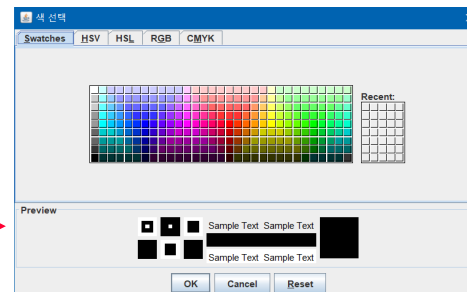 색 선택
Swatches HSV HSL RGB CMYK
Recent:
Preview
Sample Text Sample Text
Sample Text Sample Text
OK Cancel Reset